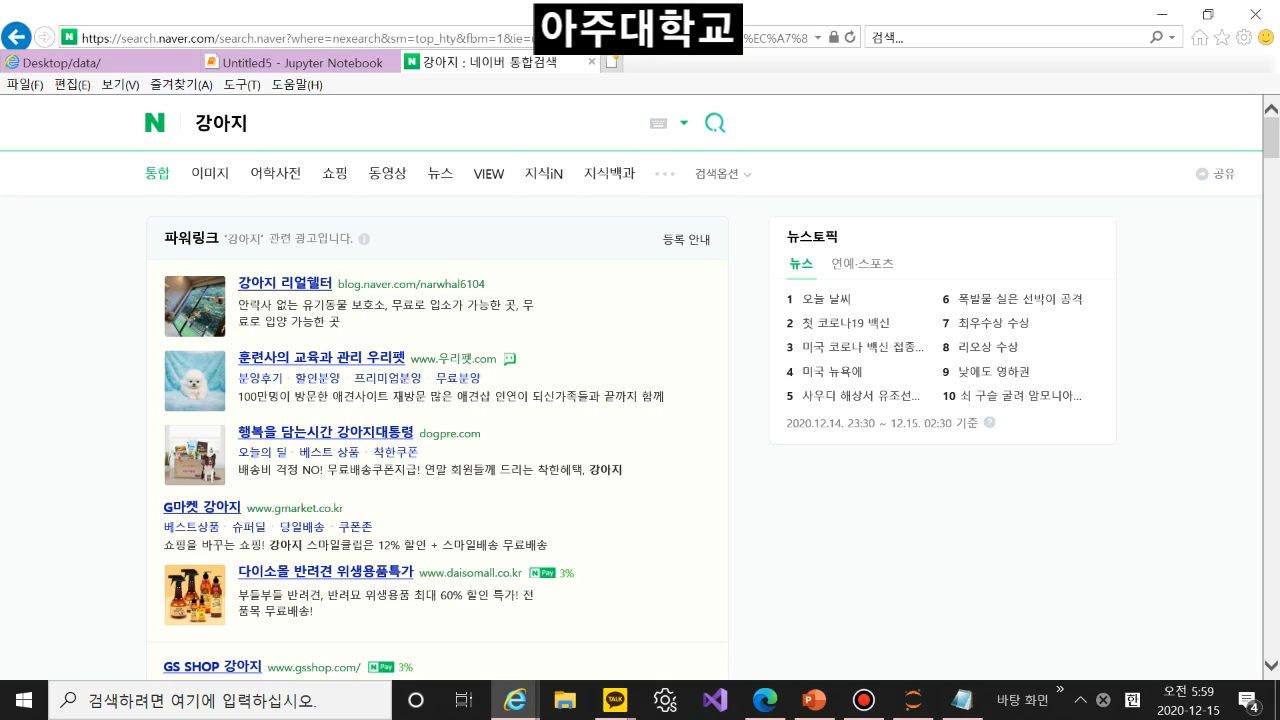 아주대학교
https://search.naver.com/search.naver?where=nexearch&sm=top_hty&fbm=1&ie=
%EC%A7%8
검색...
Desktop/data/
Untitled5 - Jupyter Notebook
강아지 : 네이버 통합검색
파일(F) 편집(E) 보기(V) 즐겨찾기(A) 도구(T) 도움말(H)
N 강아지
통합 이미지 어학사전 쇼핑 동영상 뉴스 VIEW 지식iN 지식백과 검색옵션 공유
파워링크 '강아지' 관련 광고입니다. 등록 안내
강아지 리얼쉘터 blog.naver.com/narwhal6104
안락사 없는 유기동물 보호소, 무료로 입소가 가능한 곳, 무
료로 입양 가능한 곳
훈련사의 교육과 관리 우리펫 www.우리펫.com
분양후기 · 할인분양 · 프리미엄분양 · 무료분양
100만명이 방문한 애견사이트 재방문 많은 애견샵 인연이 되신가족들과 끝까지 함께
행복을 담는시간 강아지대통령 dogpre.com
오늘의 딜 · 베스트 상품 · 착한쿠폰
배송비 걱정 NO! 무료배송쿠폰지급! 연말 회원들께 드리는 착한혜택, 강아지
G마켓 강아지 www.gmarket.co.kr
베스트상품 · 슈퍼딜 · 당일배송 · 쿠폰존
쇼핑을 바꾸는 쇼핑! 강아지 스마일클럽은 12% 할인 + 스마일배송 무료배송
다이소몰 반려견 위생용품특가 www.daisomall.co.kr N Pay 3%
부들부들 반려견, 반려묘 위생용품 최대 60% 할인 특가! 전
품목 무료배송!
GS SHOP 강아지 www.gsshop.com/ N Pay 3%
뉴스토픽
뉴스 연예·스포츠
1 오늘 날씨
2 첫 코로나19 백신
3 미국 코로나 백신 접종...
4 미국 뉴욕에
5 사우디 해상서 유조선...
6 폭발물 실은 선박이 공격
7 최우수상 수상
8 리오상 수상
9 낮에도 영하권
10 쇠 구슬 굴려 암모니아...
2020.12.14. 23:30 ~ 12.15. 02:30 기준
검색하려면 여기에 입력하십시오.
TALK
바탕 화면
한
오전 5:59
2020-12-15
4